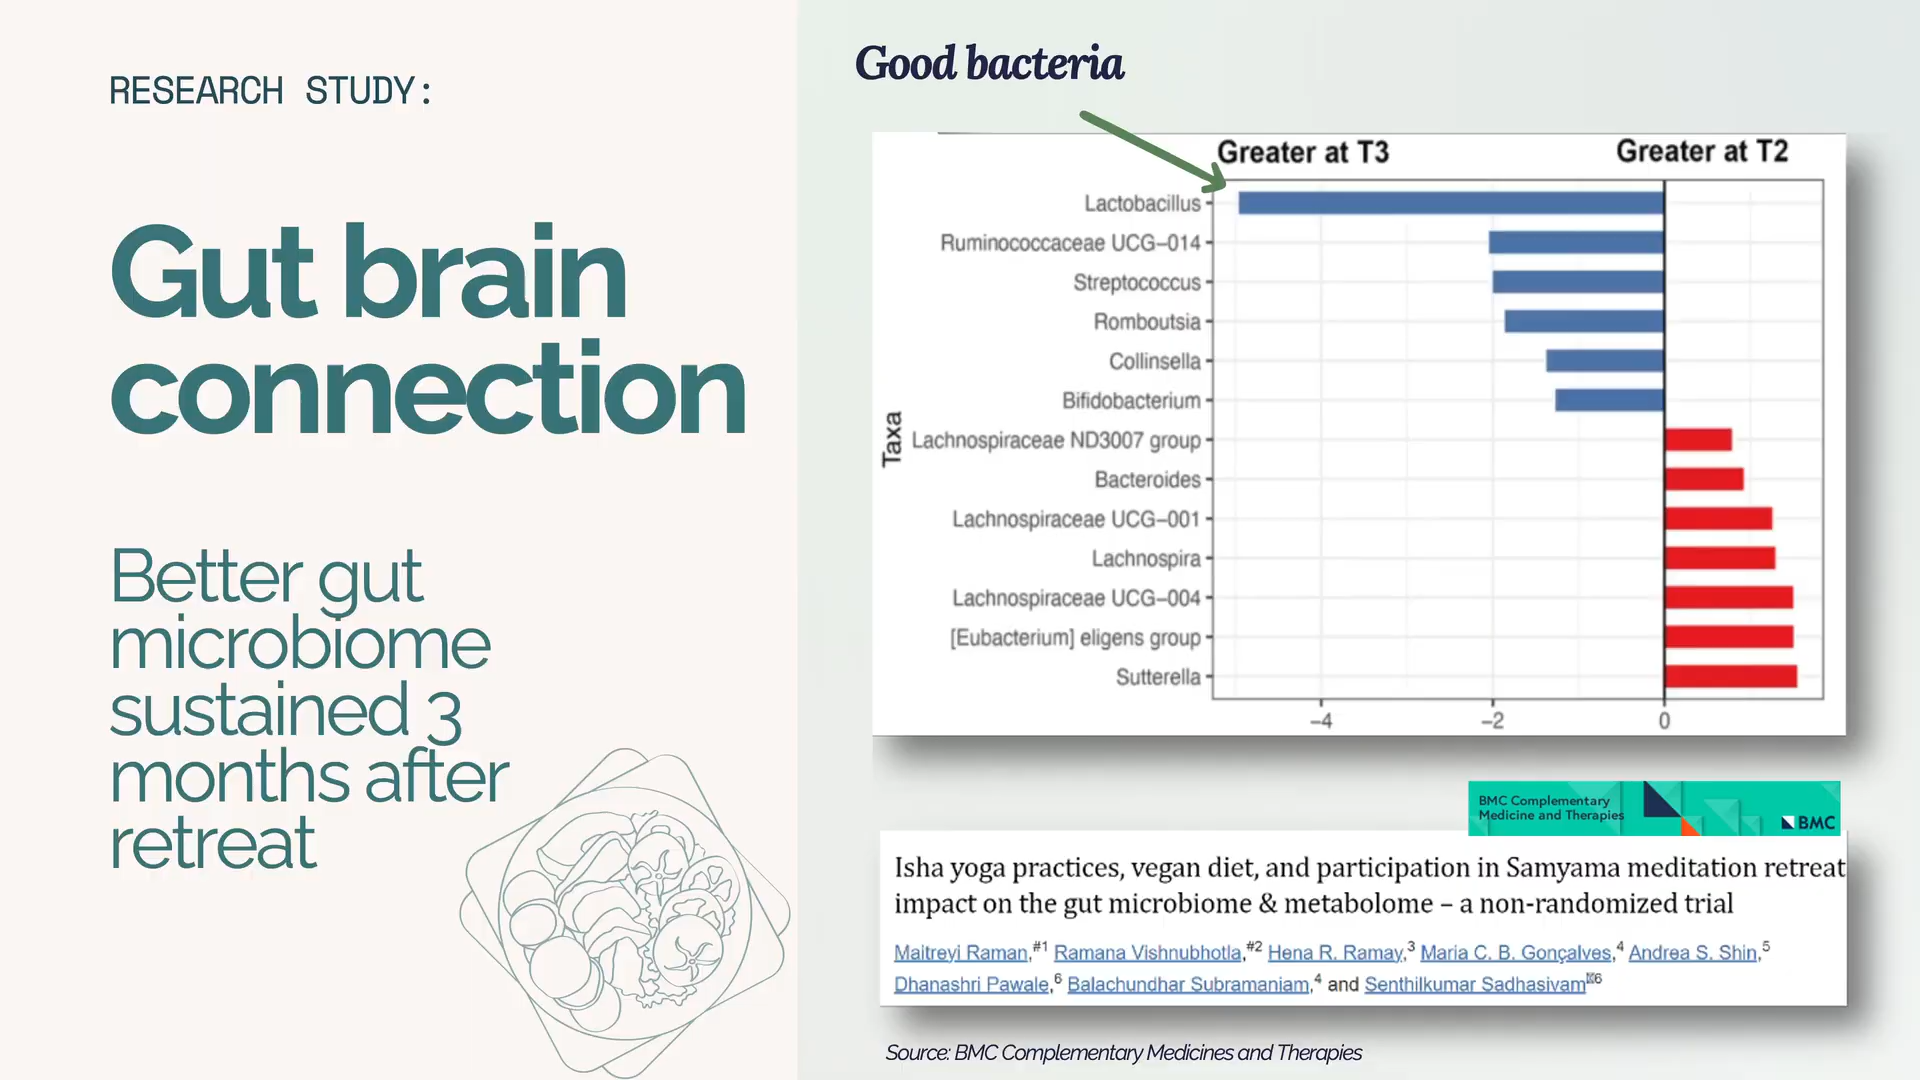 RESEARCH STUDY:
Gut brain
connection
Better gut
microbiome
sustained 3
months after
retreat
Good bacteria
Greater at T3
Greater at T2
Taxa
Lactobacillus
Ruminococcaceae UCG–014
Streptococcus
Romboutsia
Collinsella
Bifidobacterium
Lachnospiraceae ND3007 group
Bacteroides
Lachnospiraceae UCG–001
Lachnospira
Lachnospiraceae UCG–004
[Eubacterium] eligens group
Sutterella
−4
−2
0
BMC Complementary
Medicine and Therapies
BMC
Isha yoga practices, vegan diet, and participation in Samyama meditation retreat
impact on the gut microbiome & metabolome – a non-randomized trial
Maitreyi Raman,#1 Ramana Vishnubhotla,#2 Hena R. Ramay,3 Maria C. B. Gonçalves,4 Andrea S. Shin,5
Dhanashri Pawale,6 Balachundhar Subramaniam,4 and Senthilkumar Sadhasivam6
Source: BMC Complementary Medicines and Therapies